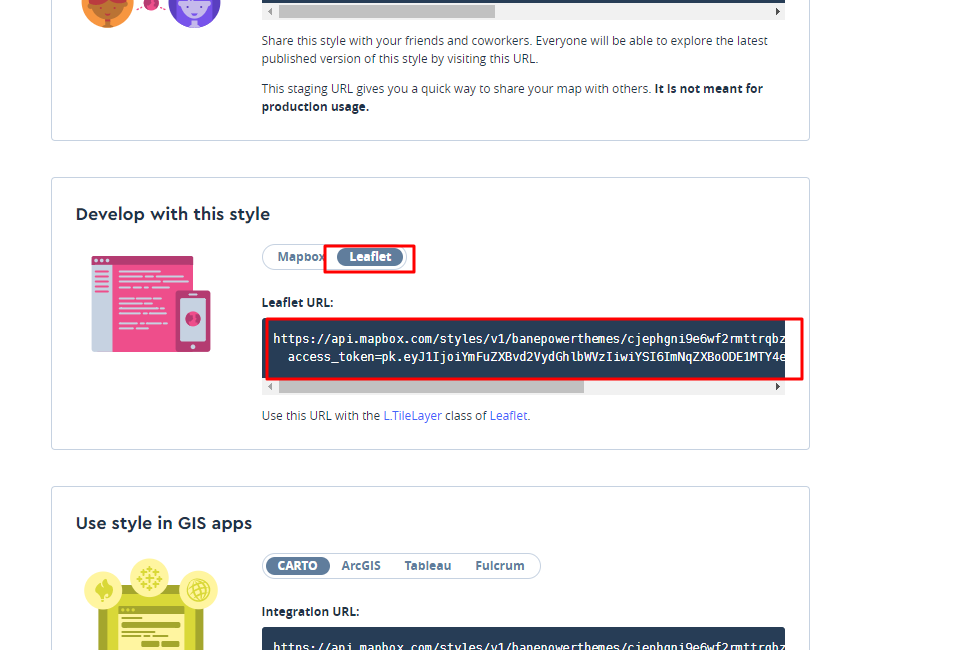 Share this style with your friends and coworkers. Everyone will be able to explore the latest
published version of this style by visiting this URL.
This staging URL gives you a quick way to share your map with others. It is not meant for
production usage.
Develop with this style
Mapbox Leaflet
Leaflet URL:
https://api.mapbox.com/styles/v1/banepowerthemes/cjephgni9e6wf2rmttrqbz
access_token=pk.eyJ1IjoiYmFuZXBvd2VydGhlbWVzIiwiYSI6ImNqZXBoODE1MTY4e
Use this URL with the L.TileLayer class of Leaflet.
Use style in GIS apps
CARTO ArcGIS Tableau Fulcrum
Integration URL:
https://api.mapbox.com/styles/v1/banepowerthemes/cjephgni9e6wf2rmttrqbz